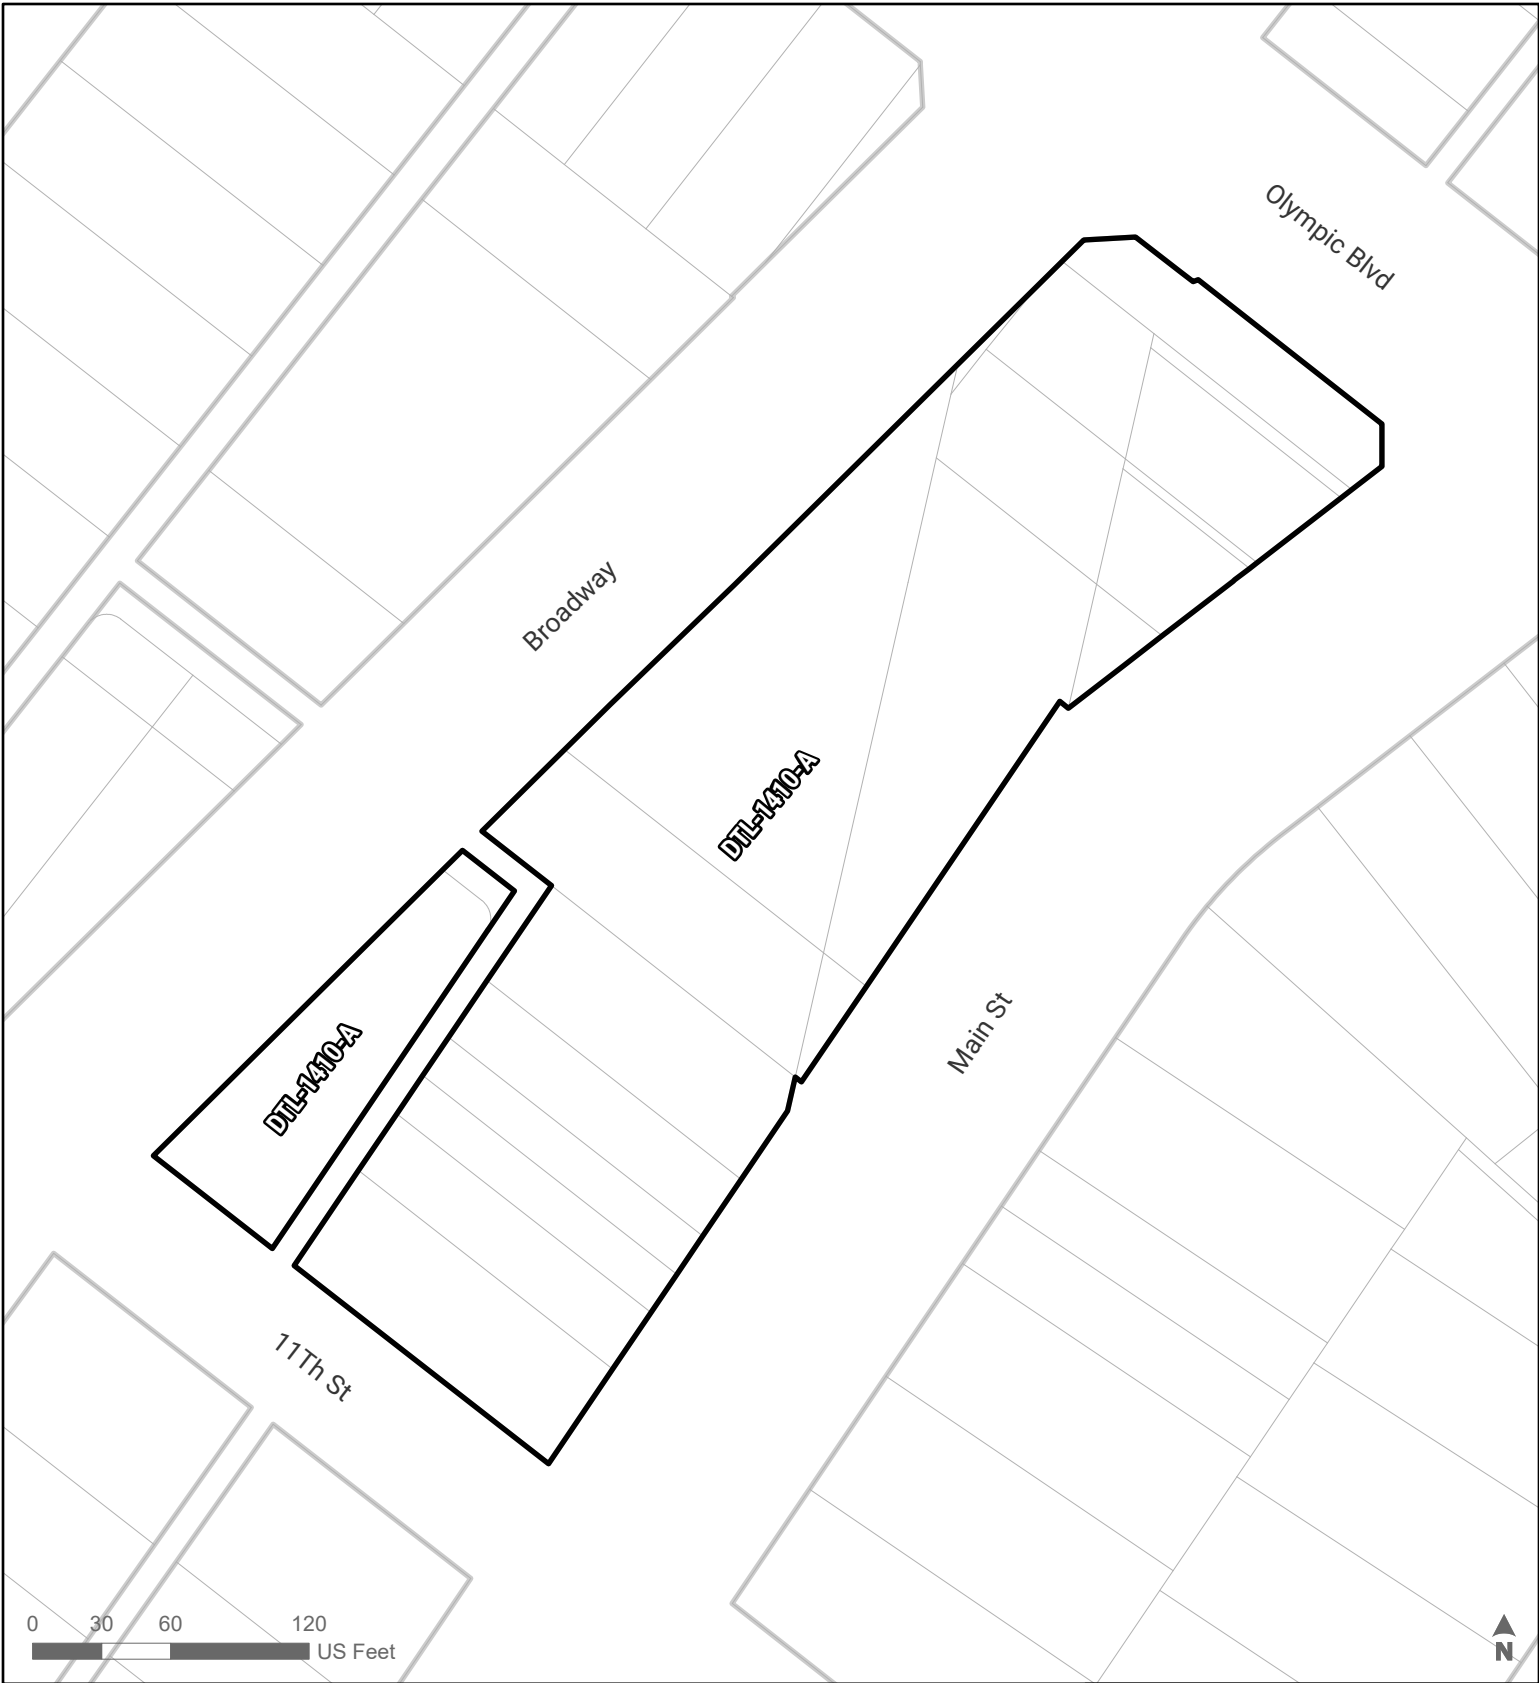 Olympic Blvd
Broadway
DTL-1410-A
Main St
DTL-1410-A
11Th St
0 30 60 120
US Feet
N